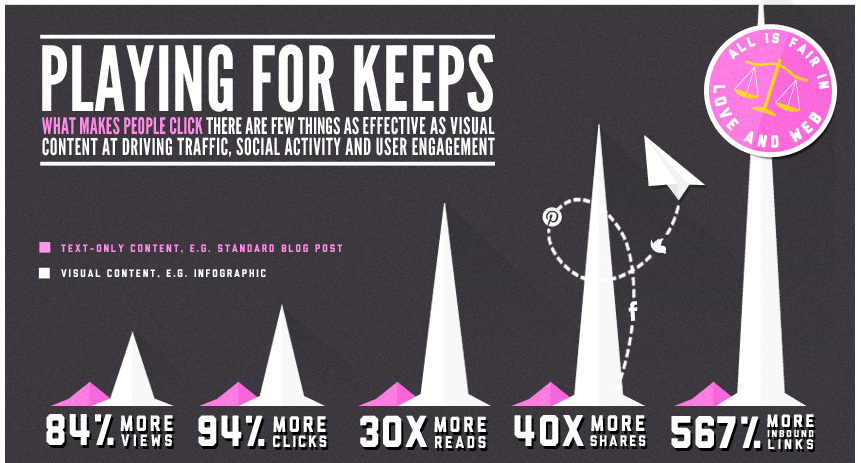 PLAYING FOR KEEPS
WHAT MAKES PEOPLE CLICK THERE ARE FEW THINGS AS EFFECTIVE AS VISUAL
CONTENT AT DRIVING TRAFFIC, SOCIAL ACTIVITY AND USER ENGAGEMENT
ALL IS FAIR IN
LOVE AND WEB
TEXT-ONLY CONTENT, E.G. STANDARD BLOG POST
VISUAL CONTENT, E.G. INFOGRAPHIC
84% MORE
VIEWS
94% MORE
CLICKS
30X MORE
READS
40X MORE
SHARES
567% MORE
INBOUND
LINKS